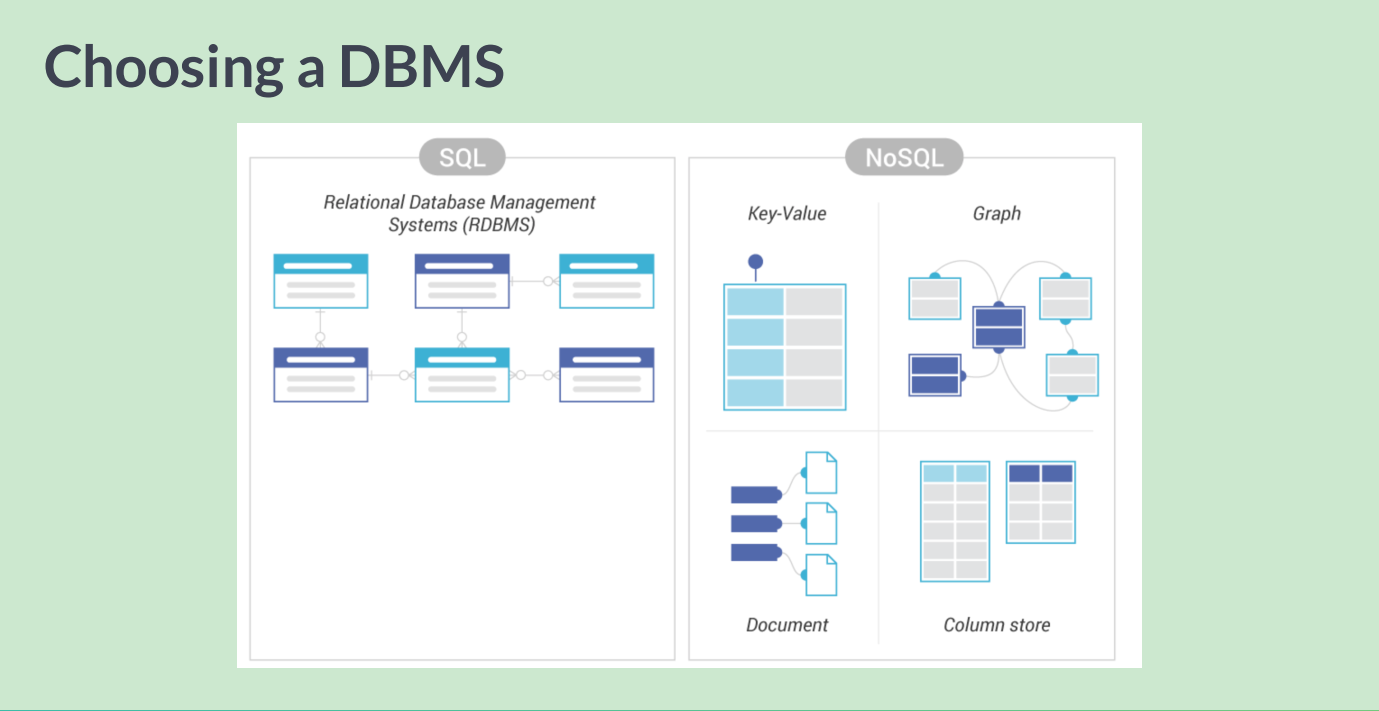 Choosing a DBMS
SQL
Relational Database Management
Systems (RDBMS)
NoSQL
Key-Value
Graph
Document
Column store